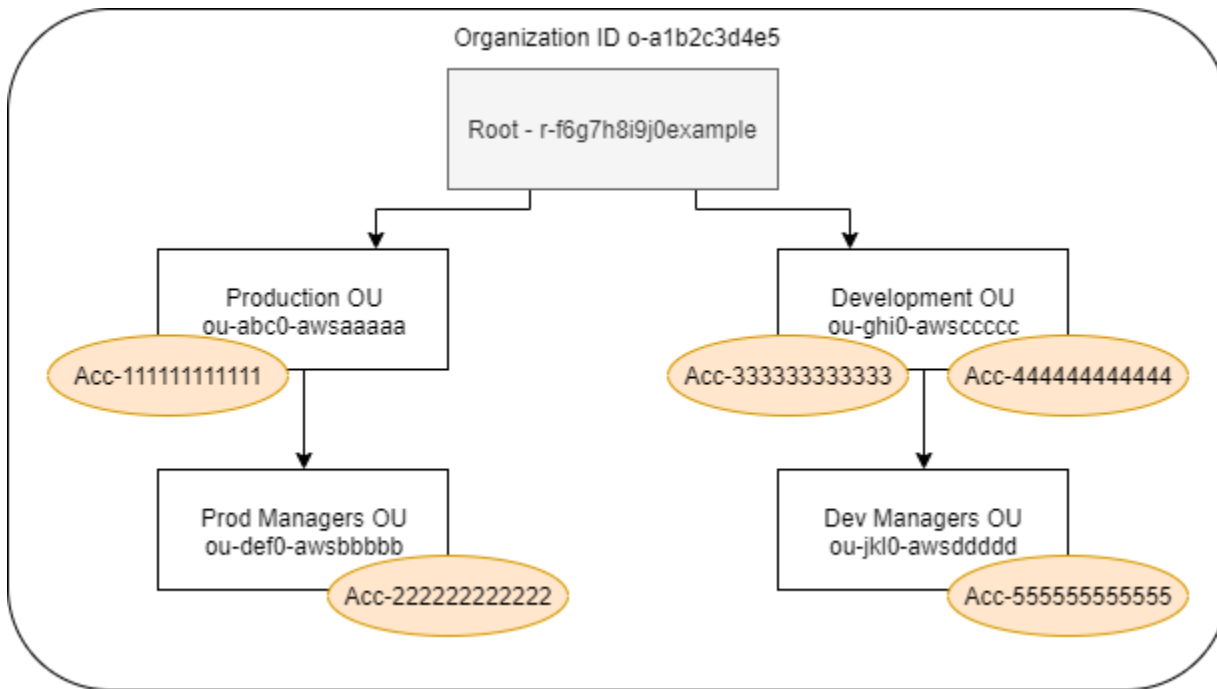 Organization ID o-a1b2c3d4e5
Root - r-f6g7h8i9j0example
Production OU
ou-abc0-awsaaaaa
Acc-111111111111
Development OU
ou-ghi0-awsccccc
Acc-333333333333
Acc-444444444444
Prod Managers OU
ou-def0-awsbbbbb
Acc-222222222222
Dev Managers OU
ou-jkl0-awsddddd
Acc-555555555555